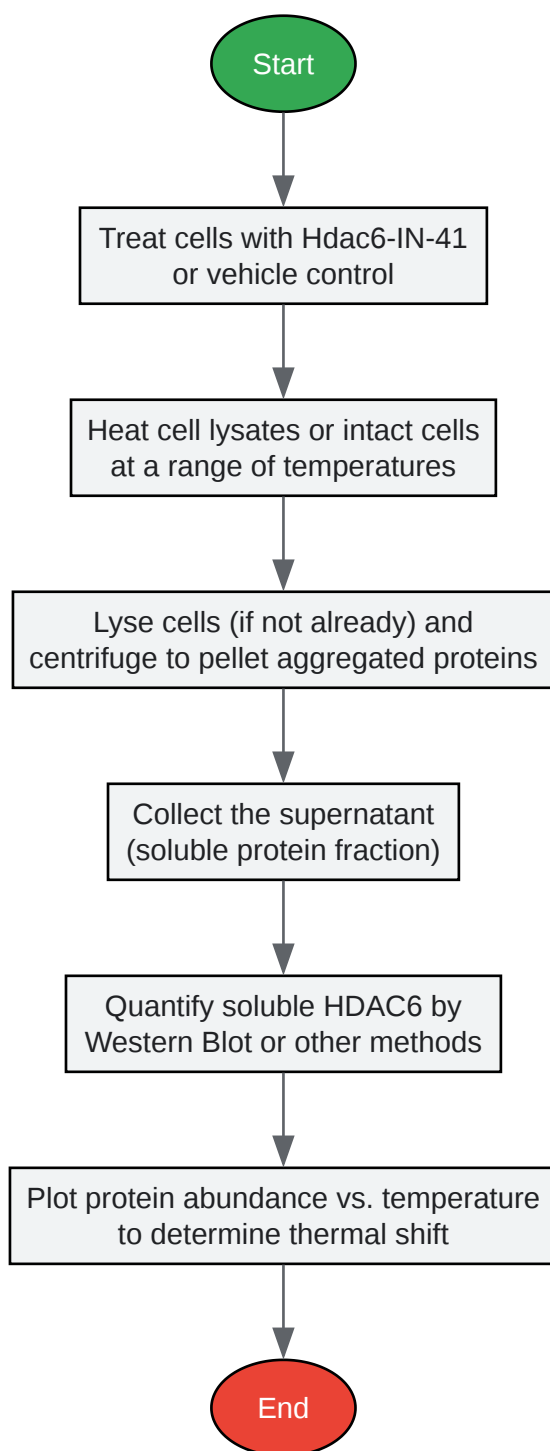 Start
Treat cells with Hdac6-IN-41
or vehicle control
Heat cell lysates or intact cells
at a range of temperatures
Lyse cells (if not already) and
centrifuge to pellet aggregated proteins
Collect the supernatant
(soluble protein fraction)
Quantify soluble HDAC6 by
Western Blot or other methods
Plot protein abundance vs. temperature
to determine thermal shift
End